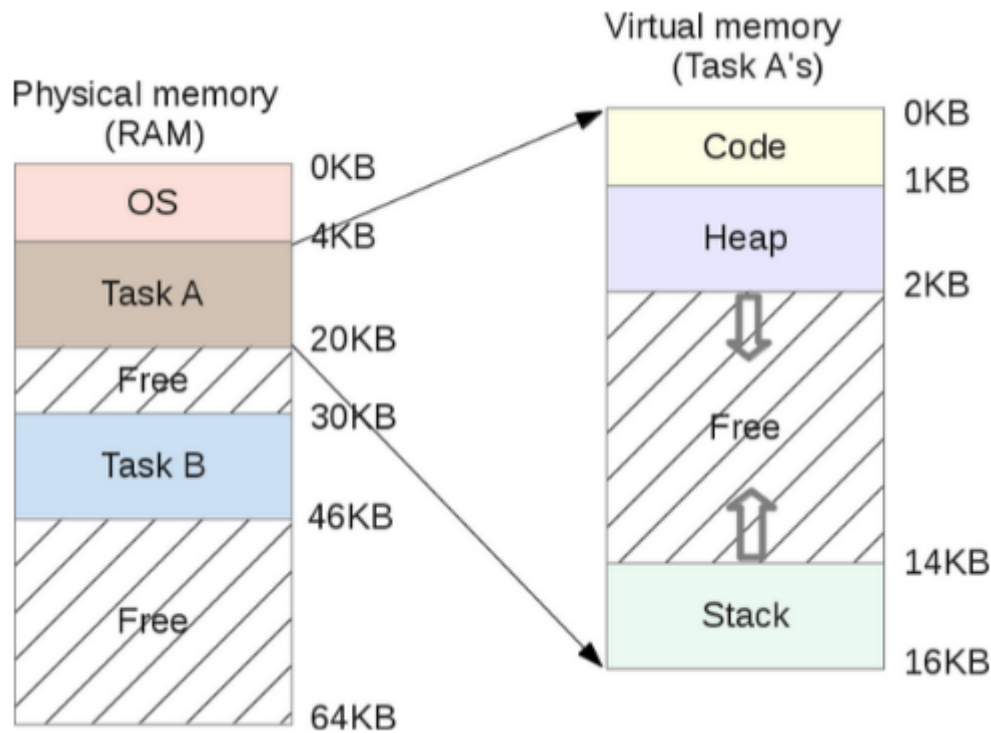 Physical memory
(RAM)
0KB
OS
4KB
Task A
20KB
Free
30KB
Task B
46KB
Free
64KB
Virtual memory
(Task A's)
0KB
Code
1KB
Heap
2KB
Free
14KB
Stack
16KB